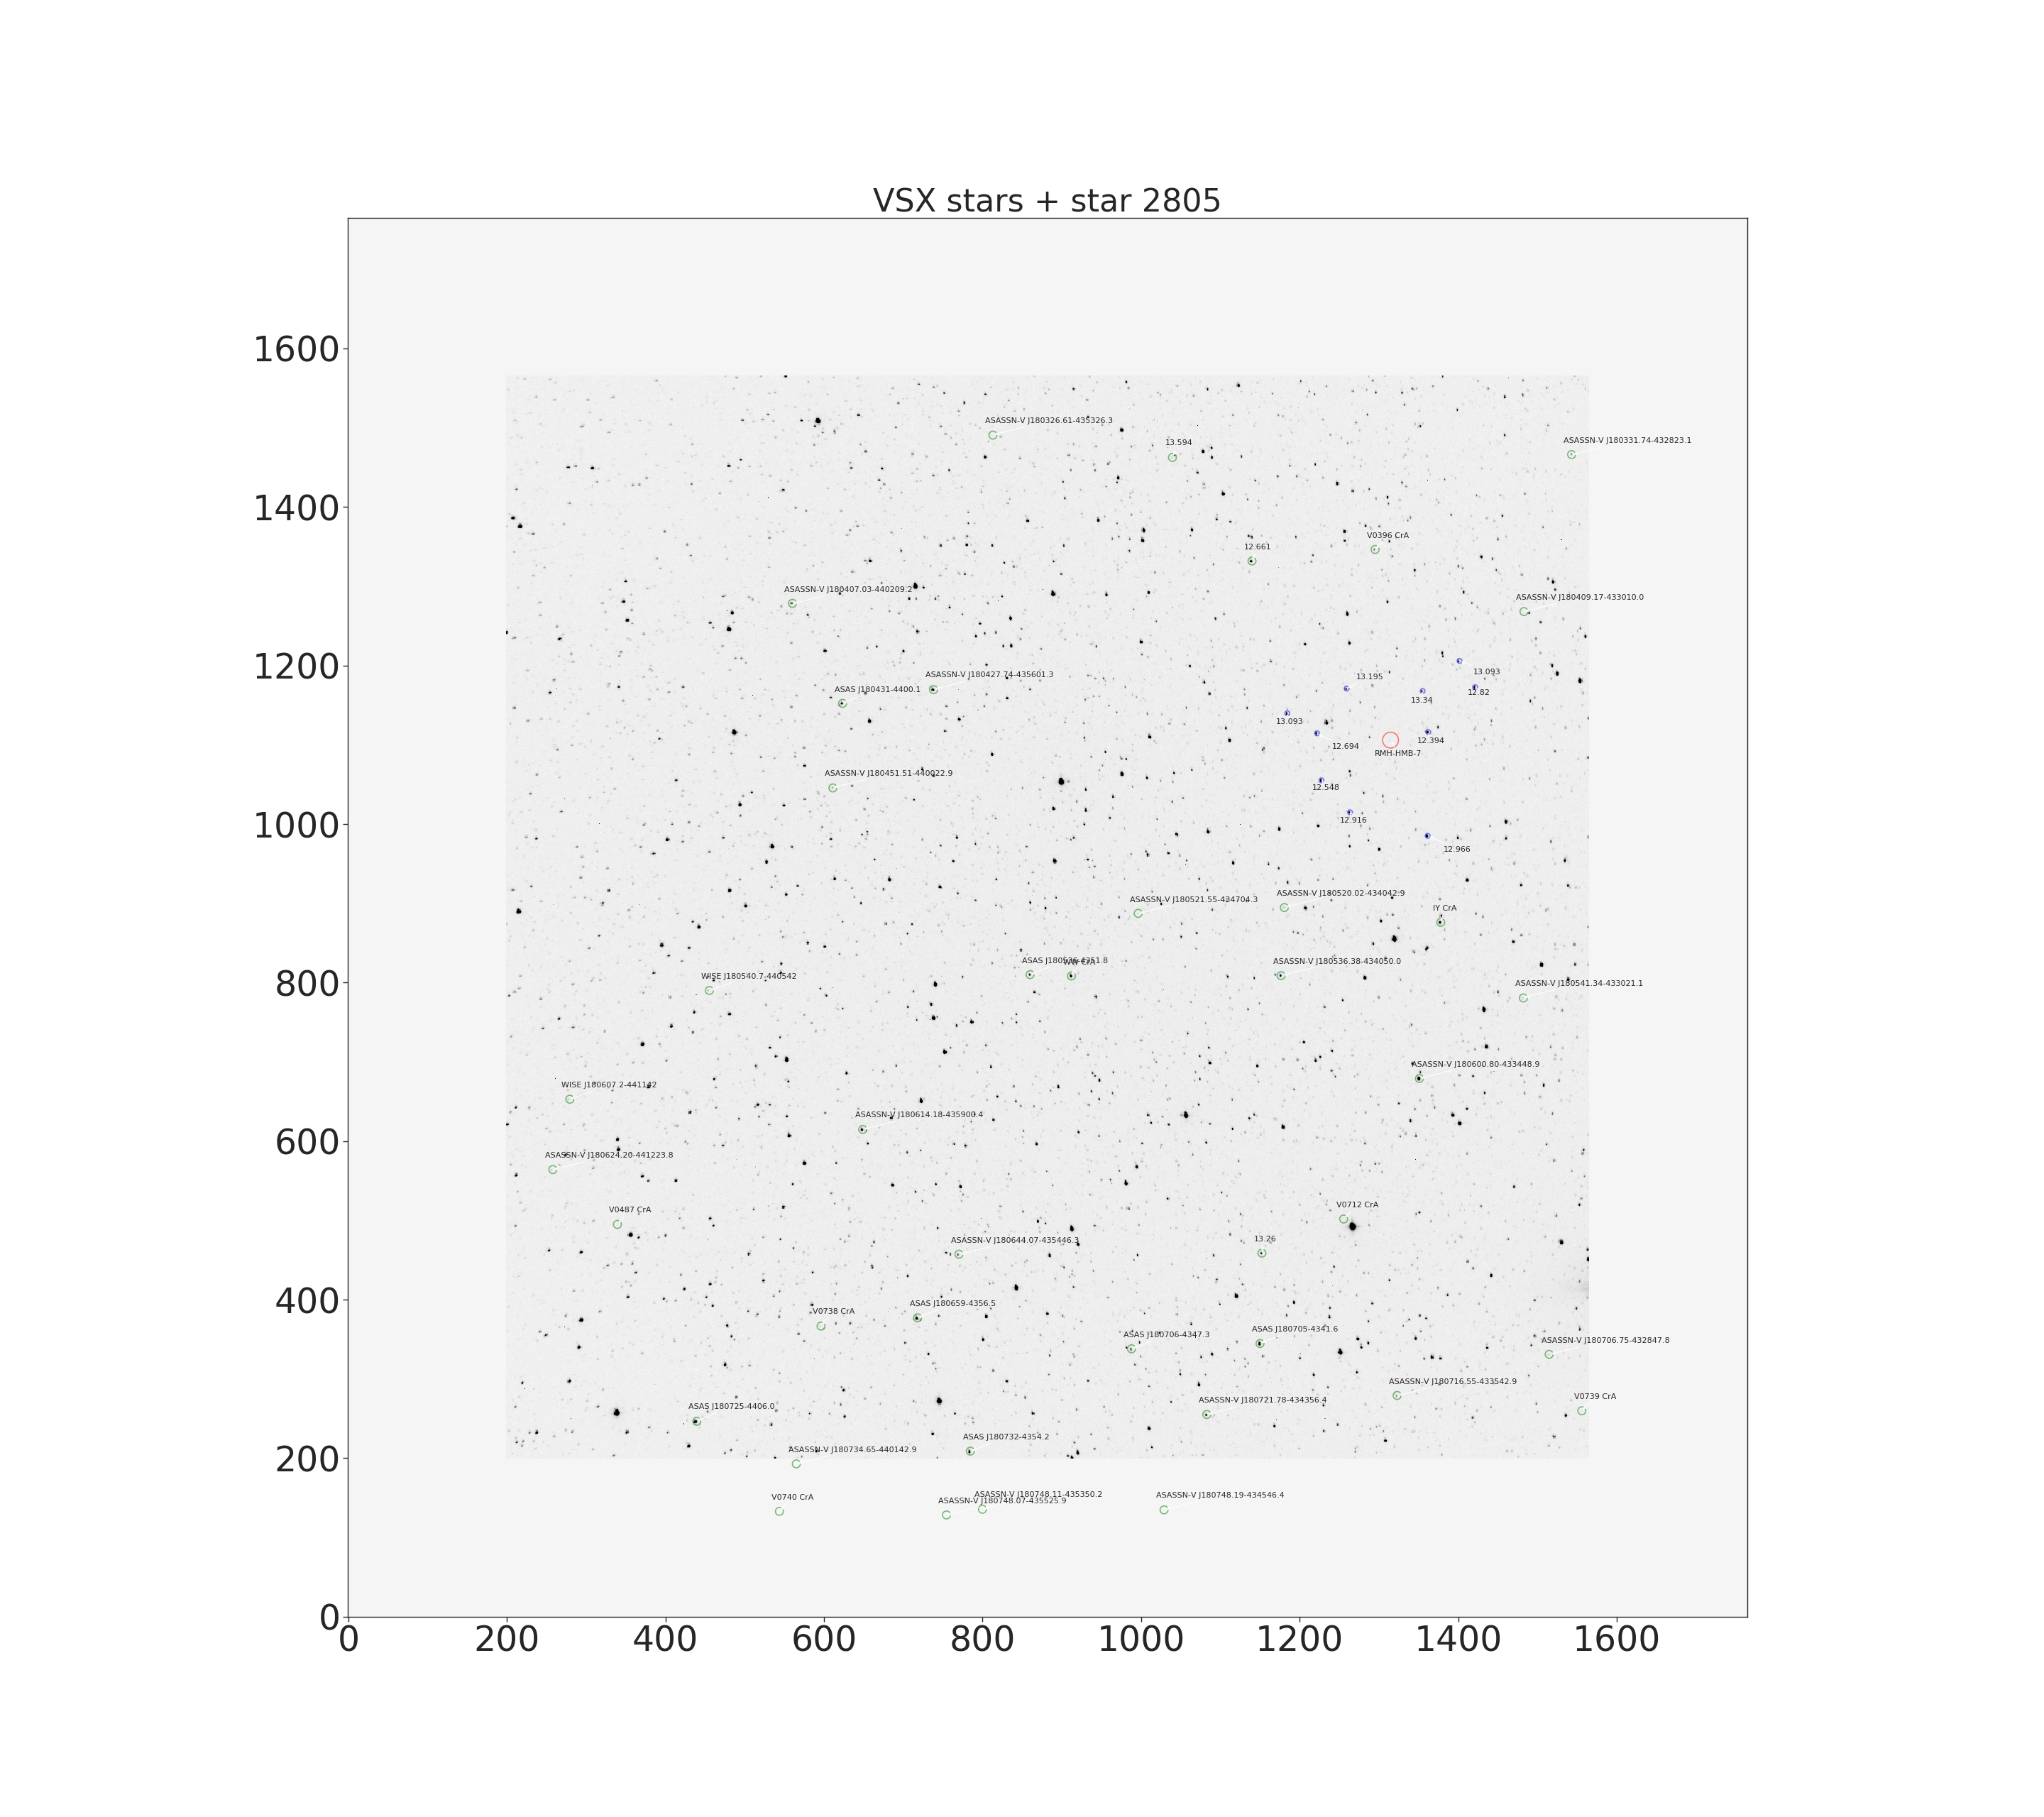 VSX stars + star 2805
1600
ASASSN-V J180326.61-435326.3
13.594
ASASSN-V J180331.74-432823.1
1400
V0396 CrA
12.661
ASASSN-V J180407.03-440209.2
ASASSN-V J180409.17-433010.0
1200
ASASSN-V J180427.74-435601.3
13.195
13.093
ASAS J180431-4400.1
12.82
13.34
13.093
12.694
12.394
RMH-HMB-7
ASASSN-V J180451.51-440022.9
12.548
1000
12.916
12.966
ASASSN-V J180520.02-434042.9
ASASSN-V J180521.55-434704.3
IY CrA
ASAS J180536-4351.8
CrA
ASASSN-V J180536.38-434050.0
800
WISE J180540.7-440542
ASASSN-V J180541.34-433021.1
ASASSN-V J180600.80-433448.9
WISE J180607.2-441142
ASASSN-V J180614.18-435900.4
600
ASASSN-V J180624.20-441223.8
V0487 CrA
V0712 CrA
ASASSN-V J180644.07-435446.3
13.26
400
V0738 CrA
ASAS J180659-4356.5
ASAS J180706-4347.3
ASAS J180705-4341.6
ASASSN-V J180706.75-432847.8
ASASSN-V J180716.55-433542.9
V0739 CrA
ASAS J180725-4406.0
ASASSN-V J180721.78-434356.4
ASAS J180732-4354.2
200
ASASSN-V J180734.65-440142.9
V0740 CrA
ASASSN-V J180748.11-435350.2
ASASSN-V J180748.07-435525.9
ASASSN-V J180748.19-434546.4
0
0 200 400 600 800 1000 1200 1400 1600